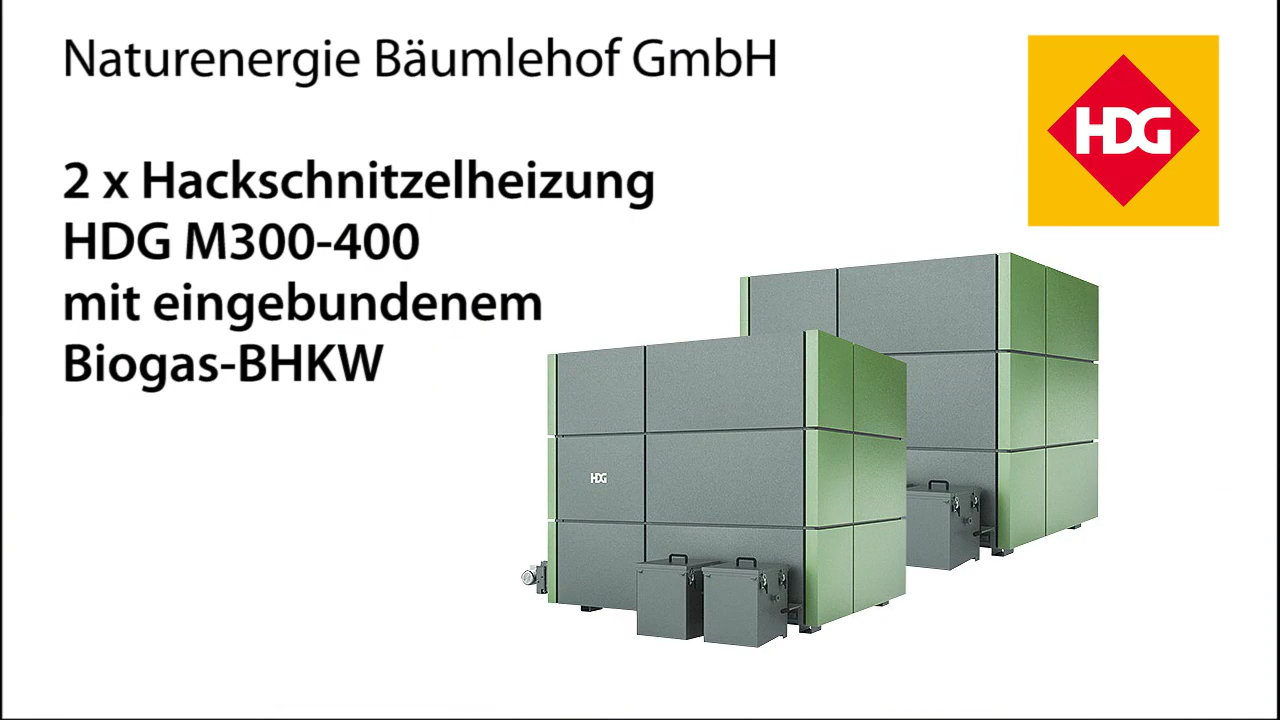 Naturenergie Bäumlehof GmbH
HDG
2 x Hackschnitzelheizung
HDG M300-400
mit eingebundenem
Biogas-BHKW
HDG